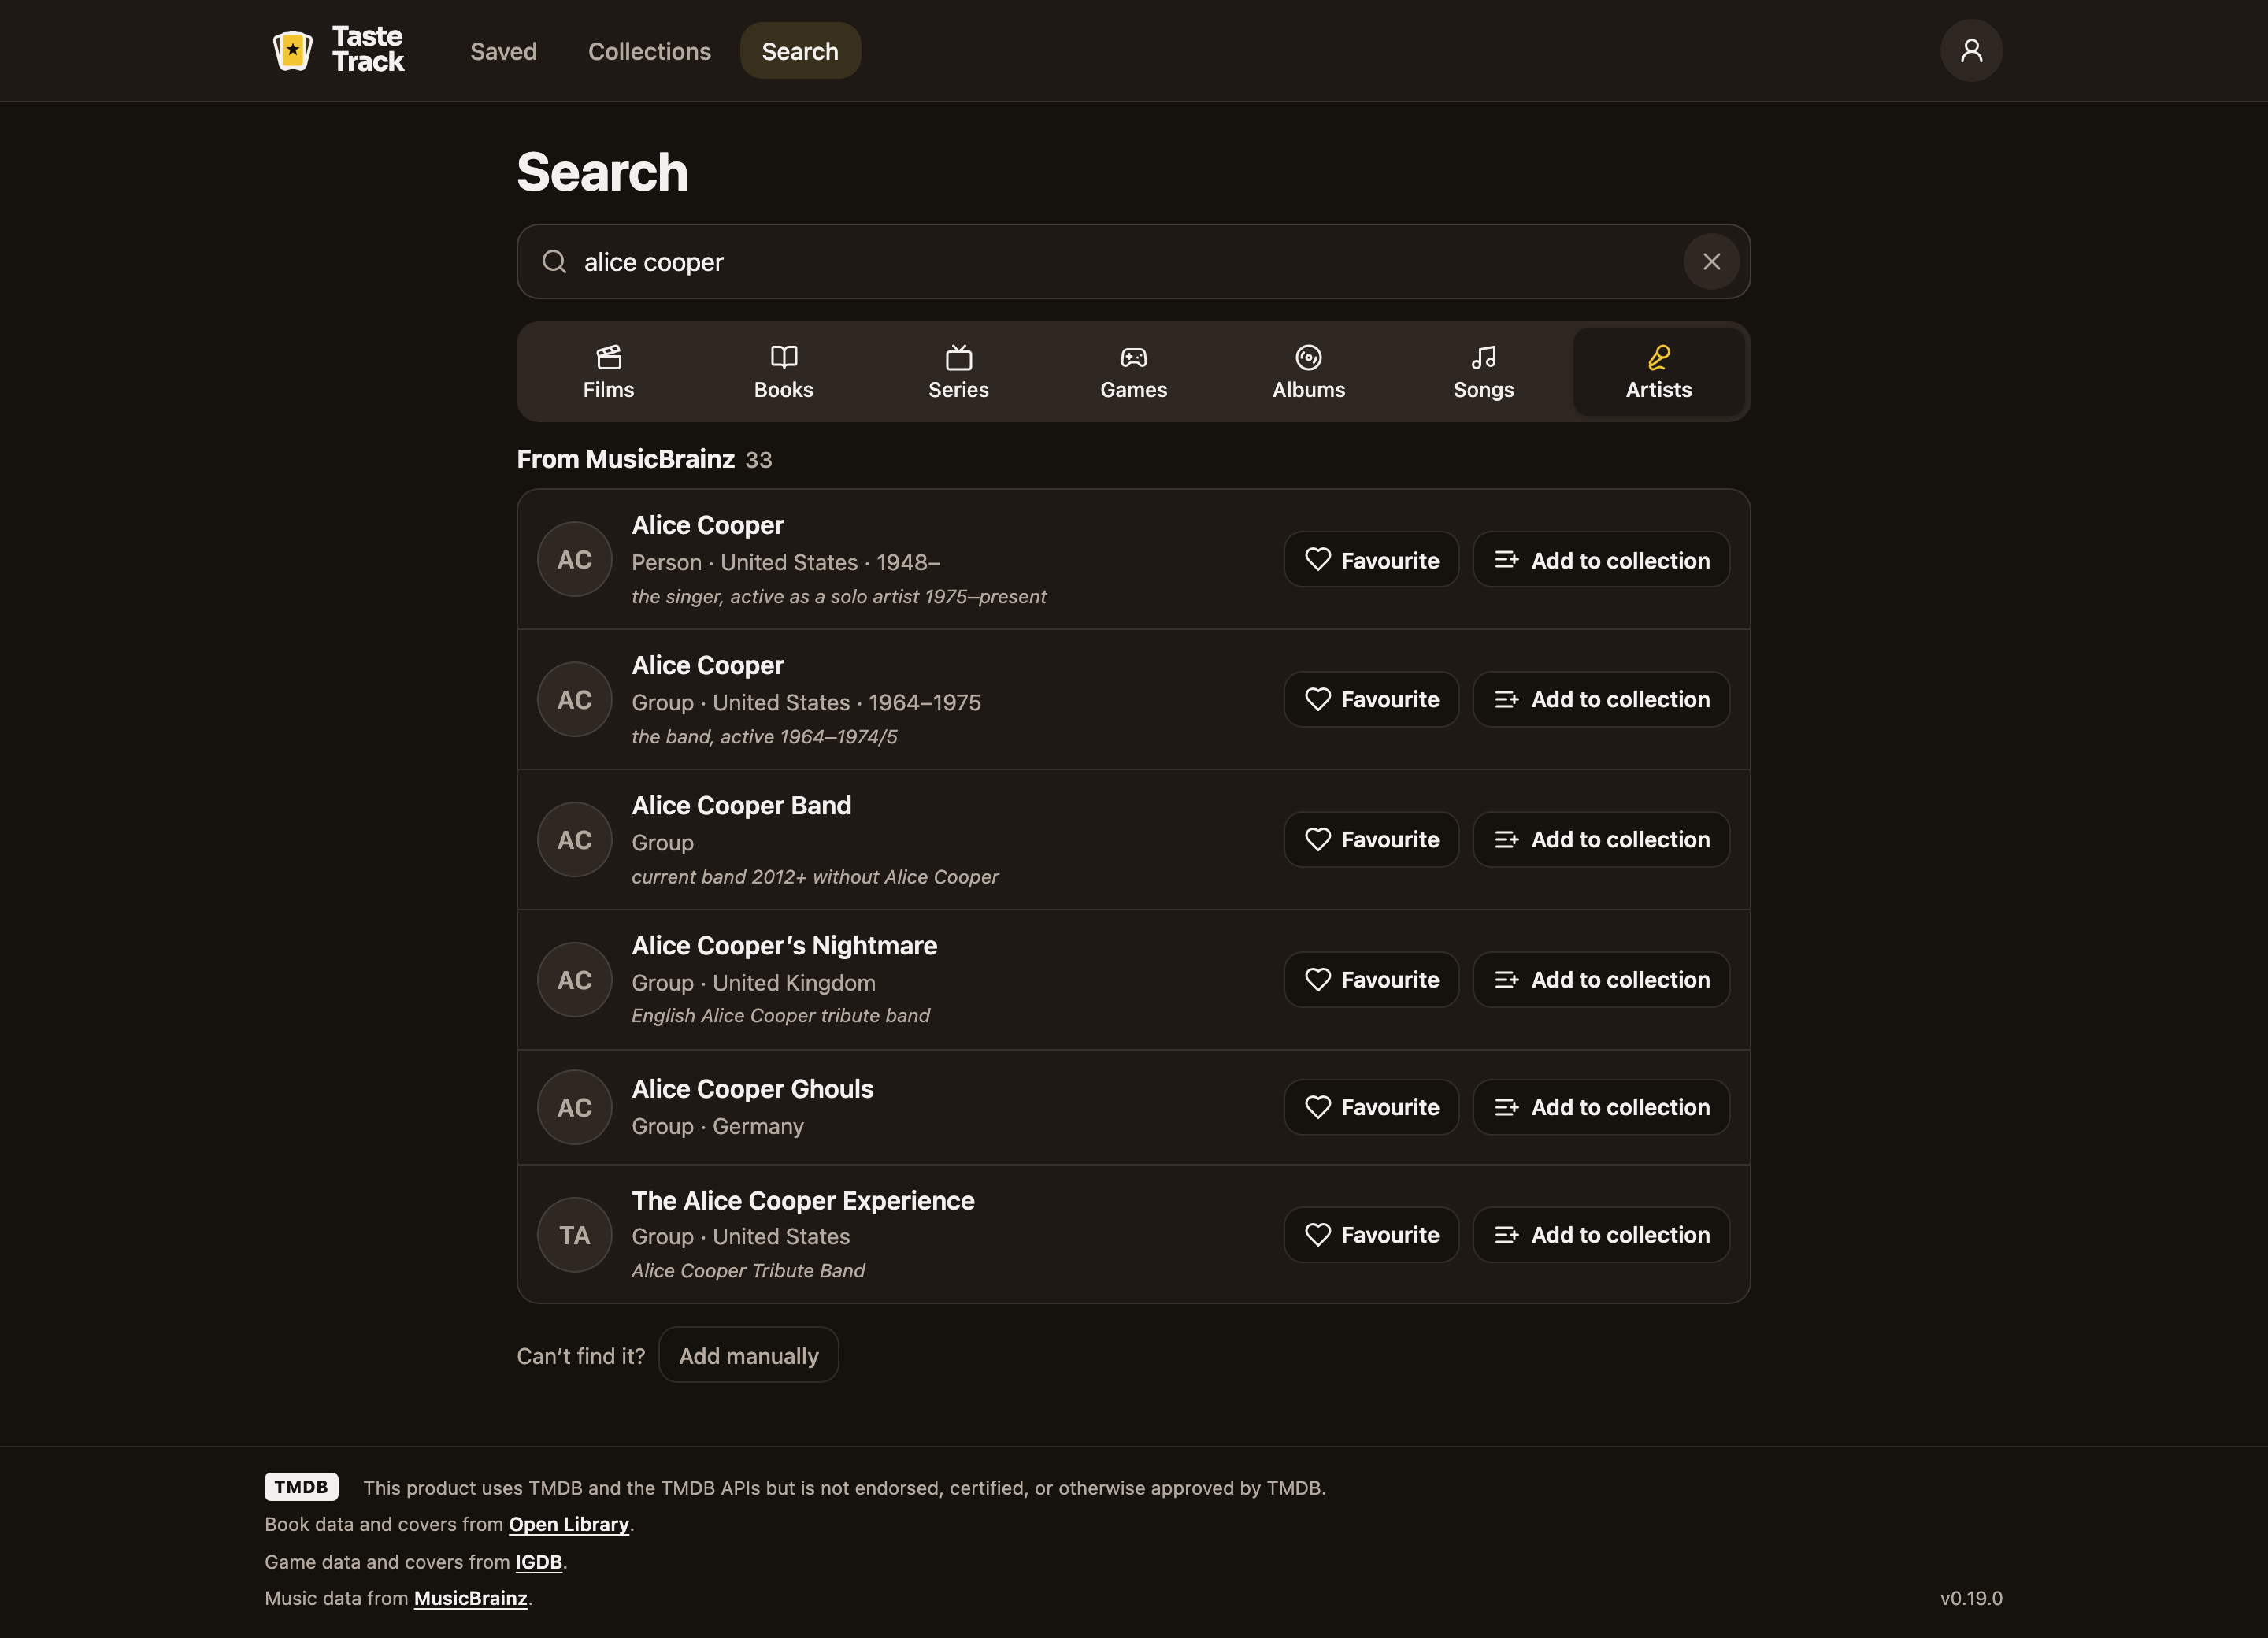 Taste
Track
Saved
Collections
Search
Search
alice cooper
Films
Books
Series
Games
Albums
Songs
Artists
From MusicBrainz 33
AC
Alice Cooper
Person · United States · 1948–
the singer, active as a solo artist 1975–present
Favourite
Add to collection
AC
Alice Cooper
Group · United States · 1964–1975
the band, active 1964–1974/5
Favourite
Add to collection
AC
Alice Cooper Band
Group
current band 2012+ without Alice Cooper
Favourite
Add to collection
AC
Alice Cooper’s Nightmare
Group · United Kingdom
English Alice Cooper tribute band
Favourite
Add to collection
AC
Alice Cooper Ghouls
Group · Germany
Favourite
Add to collection
TA
The Alice Cooper Experience
Group · United States
Alice Cooper Tribute Band
Favourite
Add to collection
Can’t find it?
Add manually
TMDB This product uses TMDB and the TMDB APIs but is not endorsed, certified, or otherwise approved by TMDB.
Book data and covers from Open Library.
Game data and covers from IGDB.
Music data from MusicBrainz.
v0.19.0